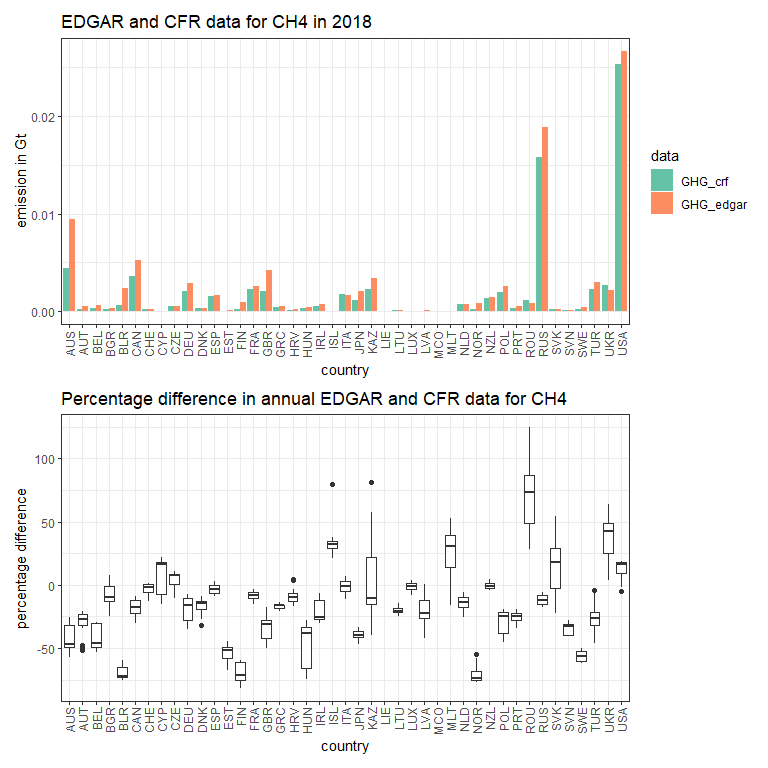 EDGAR and CFR data for CH4 in 2018
emission in Gt
0.02
0.01
0.00
AUS AUT BEL BGR BLR CAN CHE CYP CZE DEU DNK ESP EST FIN FRA GBR GRC HRV HUN IRL ISL ITA JPN KAZ LIE LTU LUX LVA MCO MLT NLD NOR NZL POL PRT ROU RUS SVK SVN SWE TUR UKR USA
country
data
GHG_crf
GHG_edgar
Percentage difference in annual EDGAR and CFR data for CH4
percentage difference
100
50
0
-50
AUS AUT BEL BGR BLR CAN CHE CYP CZE DEU DNK ESP EST FIN FRA GBR GRC HRV HUN IRL ISL ITA JPN KAZ LIE LTU LUX LVA MCO MLT NLD NOR NZL POL PRT ROU RUS SVK SVN SWE TUR UKR USA
country